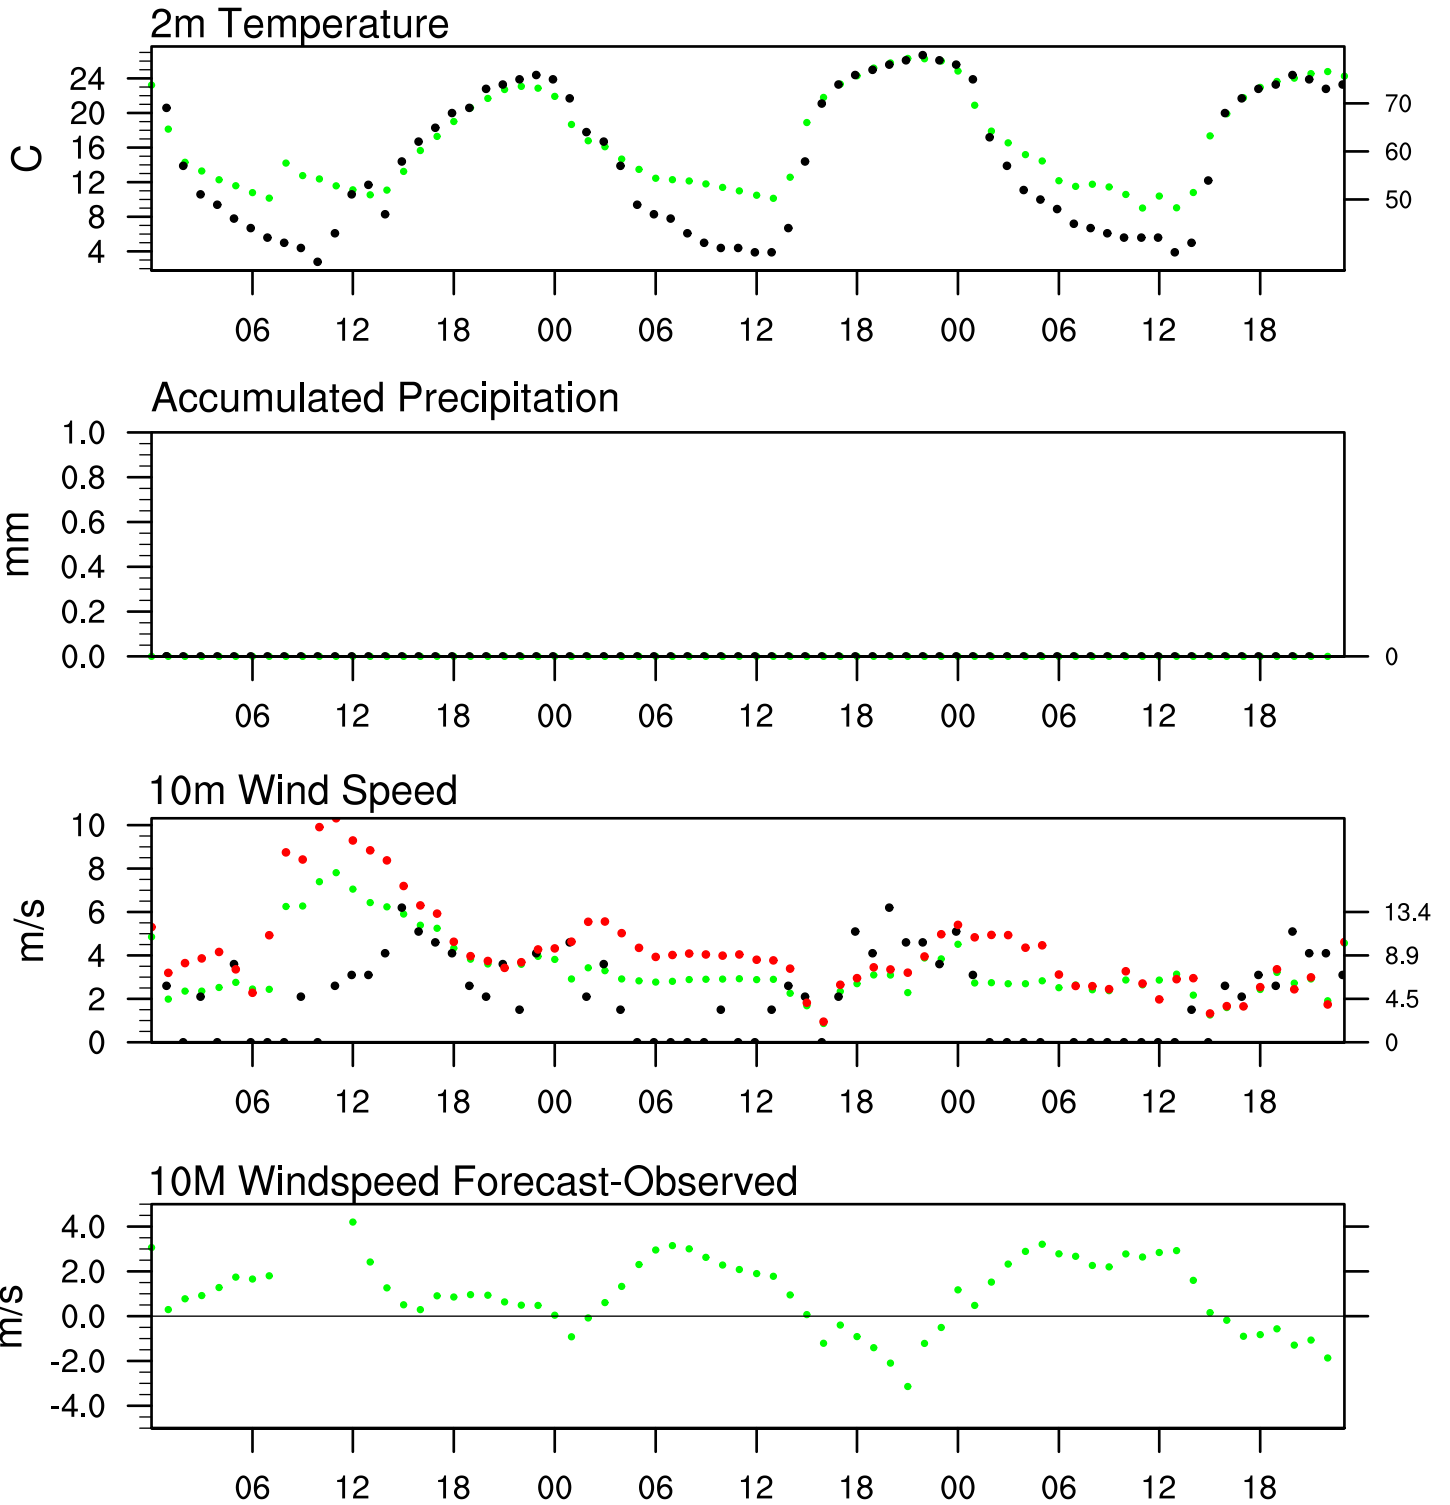 2m Temperature
C
24
20
16
12
8
4
70
60
50
06 12 18 00 06 12 18 00 06 12 18
Accumulated Precipitation
mm
1.0
0.8
0.6
0.4
0.2
0.0
0
06 12 18 00 06 12 18 00 06 12 18
10m Wind Speed
m/s
10
8
6
4
2
0
13.4
8.9
4.5
0
06 12 18 00 06 12 18 00 06 12 18
10M Windspeed Forecast-Observed
m/s
4.0
2.0
0.0
-2.0
-4.0
06 12 18 00 06 12 18 00 06 12 18